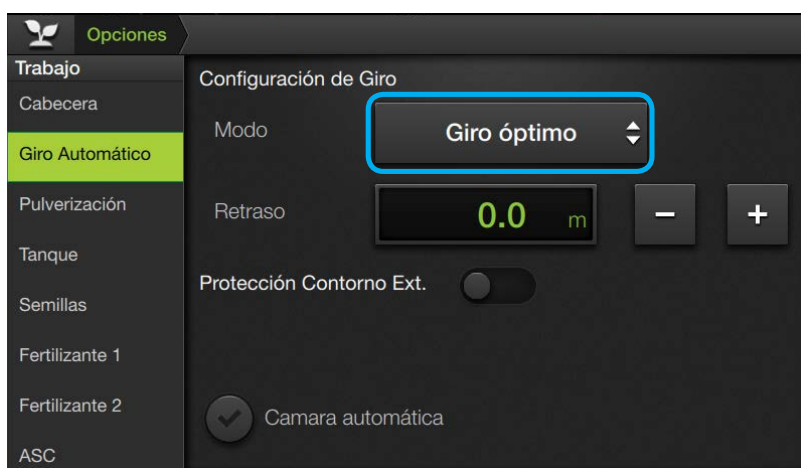 Opciones
Trabajo
Cabecera
Giro Automático
Pulverización
Tanque
Semillas
Fertilizante 1
Fertilizante 2
ASC
Configuración de Giro
Modo Giro óptimo
Retraso 0.0 m − +
Protección Contorno Ext.
Camara automática